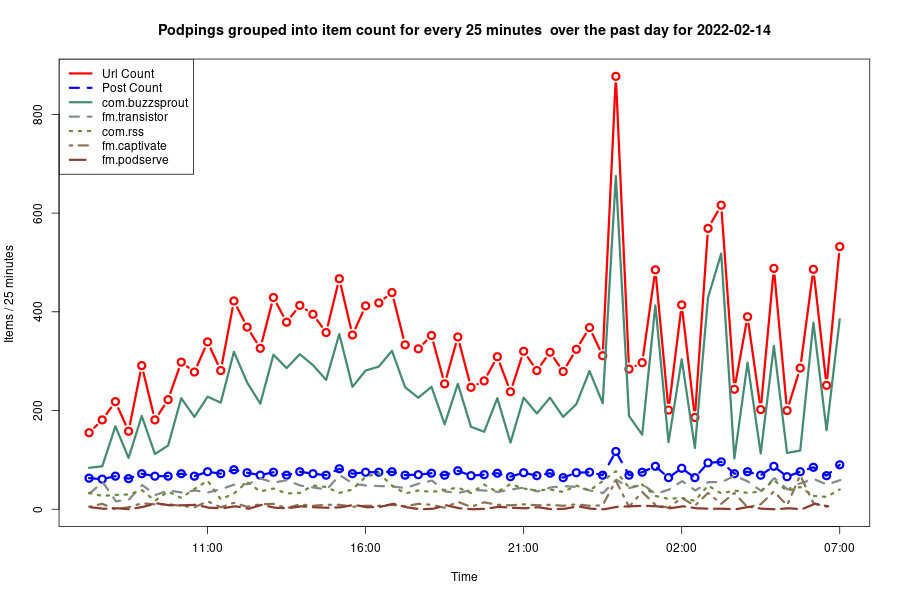 Podpings grouped into item count for every 25 minutes  over the past day for 2022-02-14
Url Count
Post Count
com.buzzsprout
fm.transistor
com.rss
fm.captivate
fm.podserve
Items / 25 minutes
800
600
400
200
0
11:00 16:00 21:00 02:00 07:00
Time